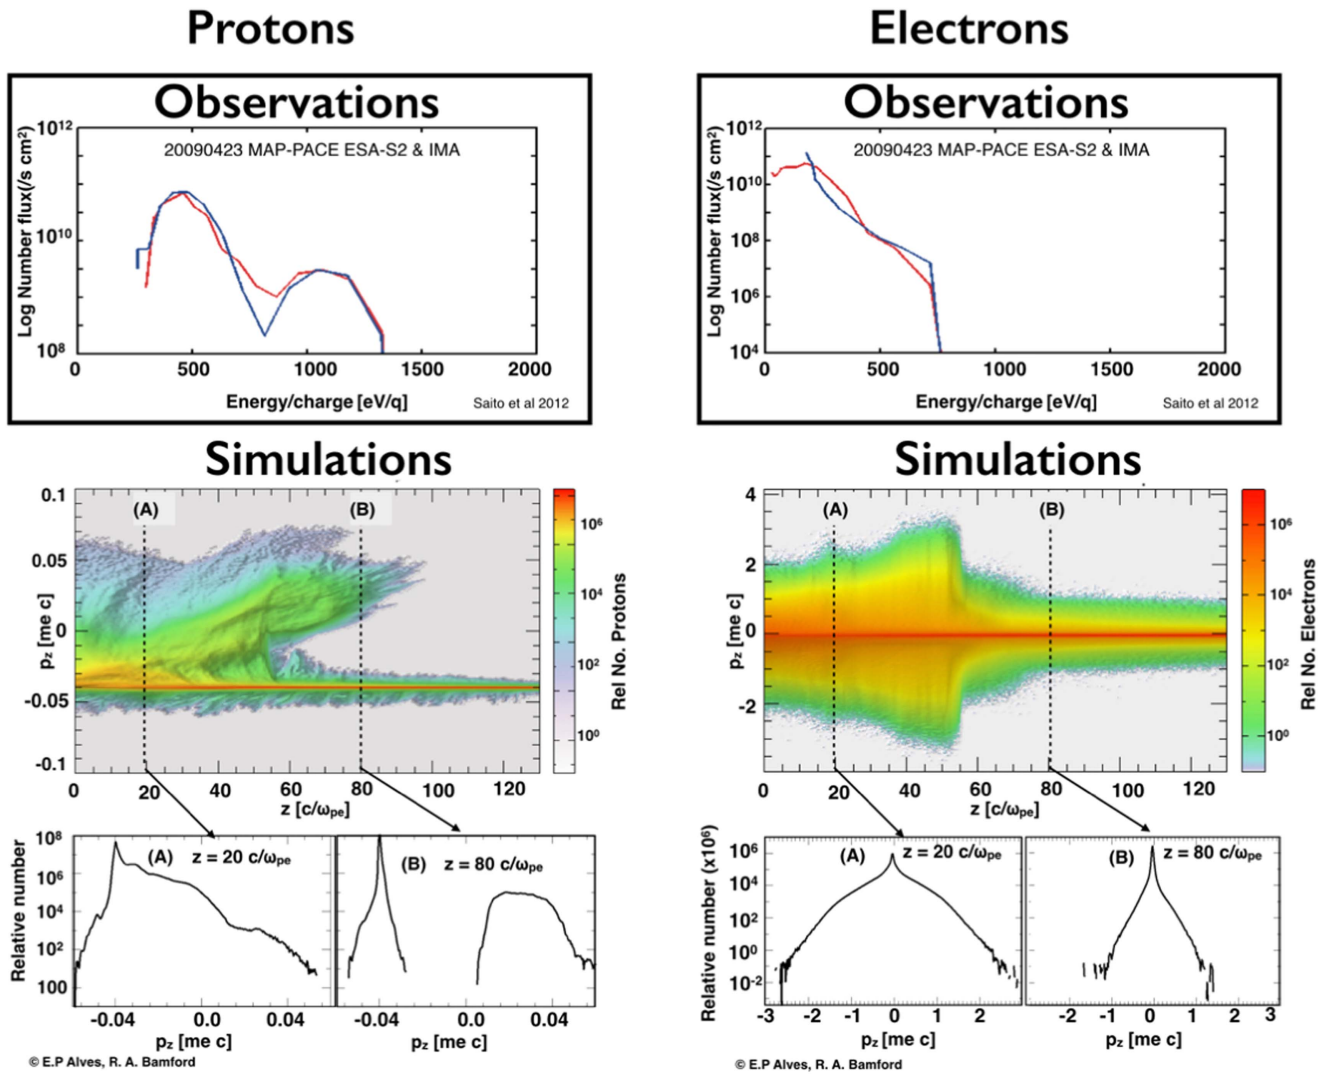 Protons
Electrons
Observations
Log Number flux(/s cm²)
10¹²
10¹⁰
10⁸
20090423 MAP-PACE ESA-S2 & IMA
0 500 1000 1500 2000
Energy/charge [eV/q]
Saito et al 2012
Observations
Log Number flux(/s cm²)
10¹²
10¹⁰
10⁸
10⁶
10⁴
20090423 MAP-PACE ESA-S2 & IMA
0 500 1000 1500 2000
Energy/charge [eV/q]
Saito et al 2012
Simulations
pz [me c]
0.1
0.05
0
-0.05
-0.1
(A)
(B)
0 20 40 60 80 100 120
z [c/ωpe]
10⁶
10⁴
10²
10⁰
Rel No. Protons
Simulations
pz [me c]
4
2
0
-2
(A)
(B)
0 20 40 60 80 100 120
z [c/ωpe]
10⁶
10⁴
10²
10⁰
Rel No. Electrons
Relative number
10⁸
10⁶
10⁴
10²
100
(A) z = 20 c/ωpe
(B) z = 80 c/ωpe
-0.04 0.0 0.04
-0.04 0.0 0.04
pz [me c]
pz [me c]
© E.P Alves, R. A. Bamford
Relative number (x10⁶)
10⁶
10⁴
10²
10⁰
10⁻²
(A) z = 20 c/ωpe
(B) z = 80 c/ωpe
-3 -2 -1 0 1 2
-2 -1 0 1 2 3
pz [me c]
pz [me c]
© E.P Alves, R. A. Bamford